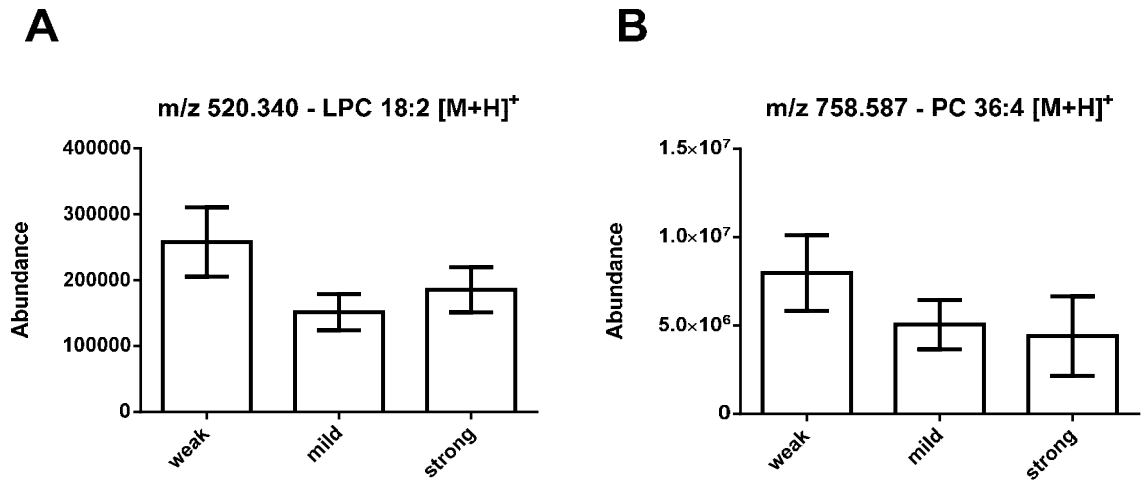 A
B
m/z 520.340 - LPC 18:2 [M+H]⁺
400000
300000
200000
100000
0
Abundance
weak
mild
strong
m/z 758.587 - PC 36:4 [M+H]⁺
1.5×10⁷
1.0×10⁷
5.0×10⁶
0
Abundance
weak
mild
strong